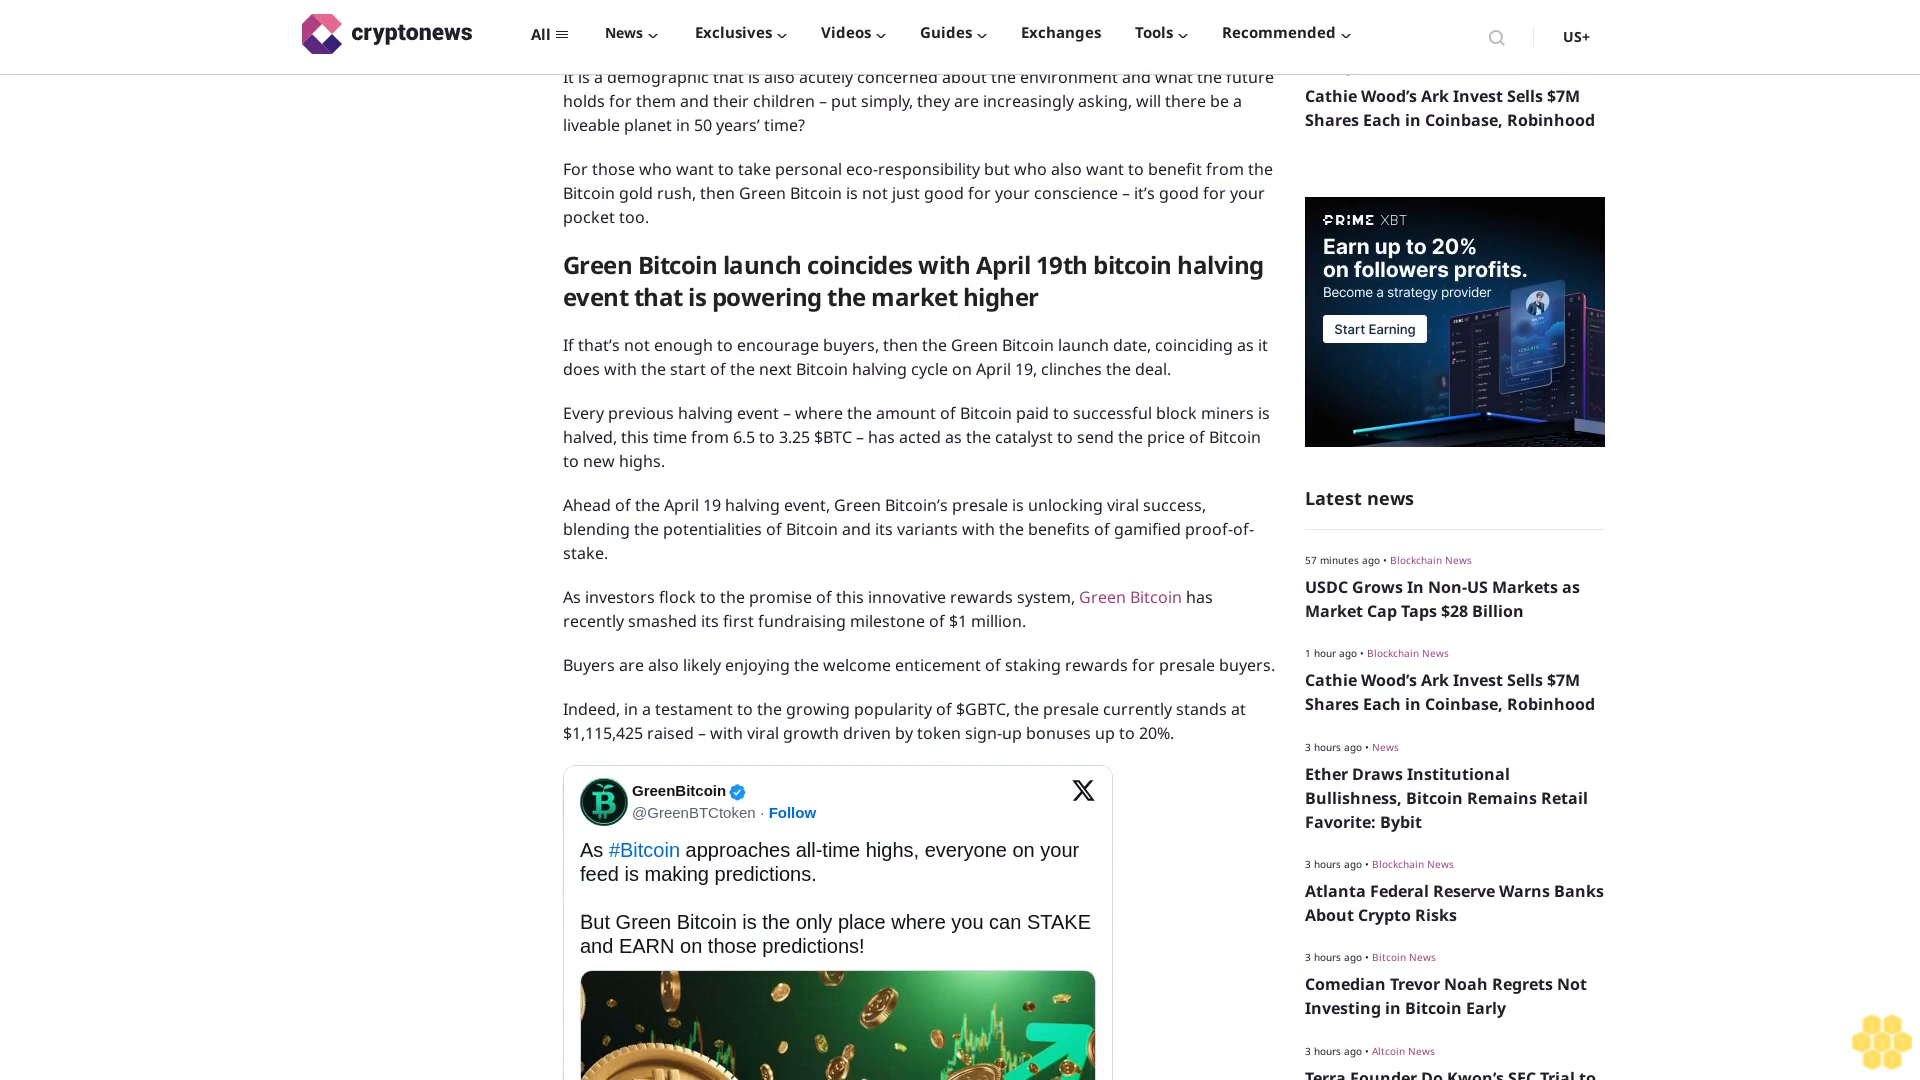 cryptonews
All
News
Exclusives
Videos
Guides
Exchanges
Tools
Recommended
US+
It is a demographic that is also acutely concerned about the environment and what the future
holds for them and their children – put simply, they are increasingly asking, will there be a
liveable planet in 50 years’ time?
For those who want to take personal eco-responsibility but who also want to benefit from the
Bitcoin gold rush, then Green Bitcoin is not just good for your conscience – it’s good for your
pocket too.
Green Bitcoin launch coincides with April 19th bitcoin halving
event that is powering the market higher
If that’s not enough to encourage buyers, then the Green Bitcoin launch date, coinciding as it
does with the start of the next Bitcoin halving cycle on April 19, clinches the deal.
Every previous halving event – where the amount of Bitcoin paid to successful block miners is
halved, this time from 6.5 to 3.25 $BTC – has acted as the catalyst to send the price of Bitcoin
to new highs.
Ahead of the April 19 halving event, Green Bitcoin’s presale is unlocking viral success,
blending the potentialities of Bitcoin and its variants with the benefits of gamified proof-of-
stake.
As investors flock to the promise of this innovative rewards system, Green Bitcoin has
recently smashed its first fundraising milestone of $1 million.
Buyers are also likely enjoying the welcome enticement of staking rewards for presale buyers.
Indeed, in a testament to the growing popularity of $GBTC, the presale currently stands at
$1,115,425 raised – with viral growth driven by token sign-up bonuses up to 20%.
GreenBitcoin
@GreenBTCtoken · Follow
As #Bitcoin approaches all-time highs, everyone on your
feed is making predictions.
But Green Bitcoin is the only place where you can STAKE
and EARN on those predictions!
Cathie Wood’s Ark Invest Sells $7M
Shares Each in Coinbase, Robinhood
PRIME XBT
Earn up to 20%
on followers profits.
Become a strategy provider
Start Earning
Latest news
57 minutes ago • Blockchain News
USDC Grows In Non-US Markets as
Market Cap Taps $28 Billion
1 hour ago • Blockchain News
Cathie Wood’s Ark Invest Sells $7M
Shares Each in Coinbase, Robinhood
3 hours ago • News
Ether Draws Institutional
Bullishness, Bitcoin Remains Retail
Favorite: Bybit
3 hours ago • Blockchain News
Atlanta Federal Reserve Warns Banks
About Crypto Risks
3 hours ago • Bitcoin News
Comedian Trevor Noah Regrets Not
Investing in Bitcoin Early
3 hours ago • Altcoin News
Terra Founder Do Kwon’s SEC Trial to